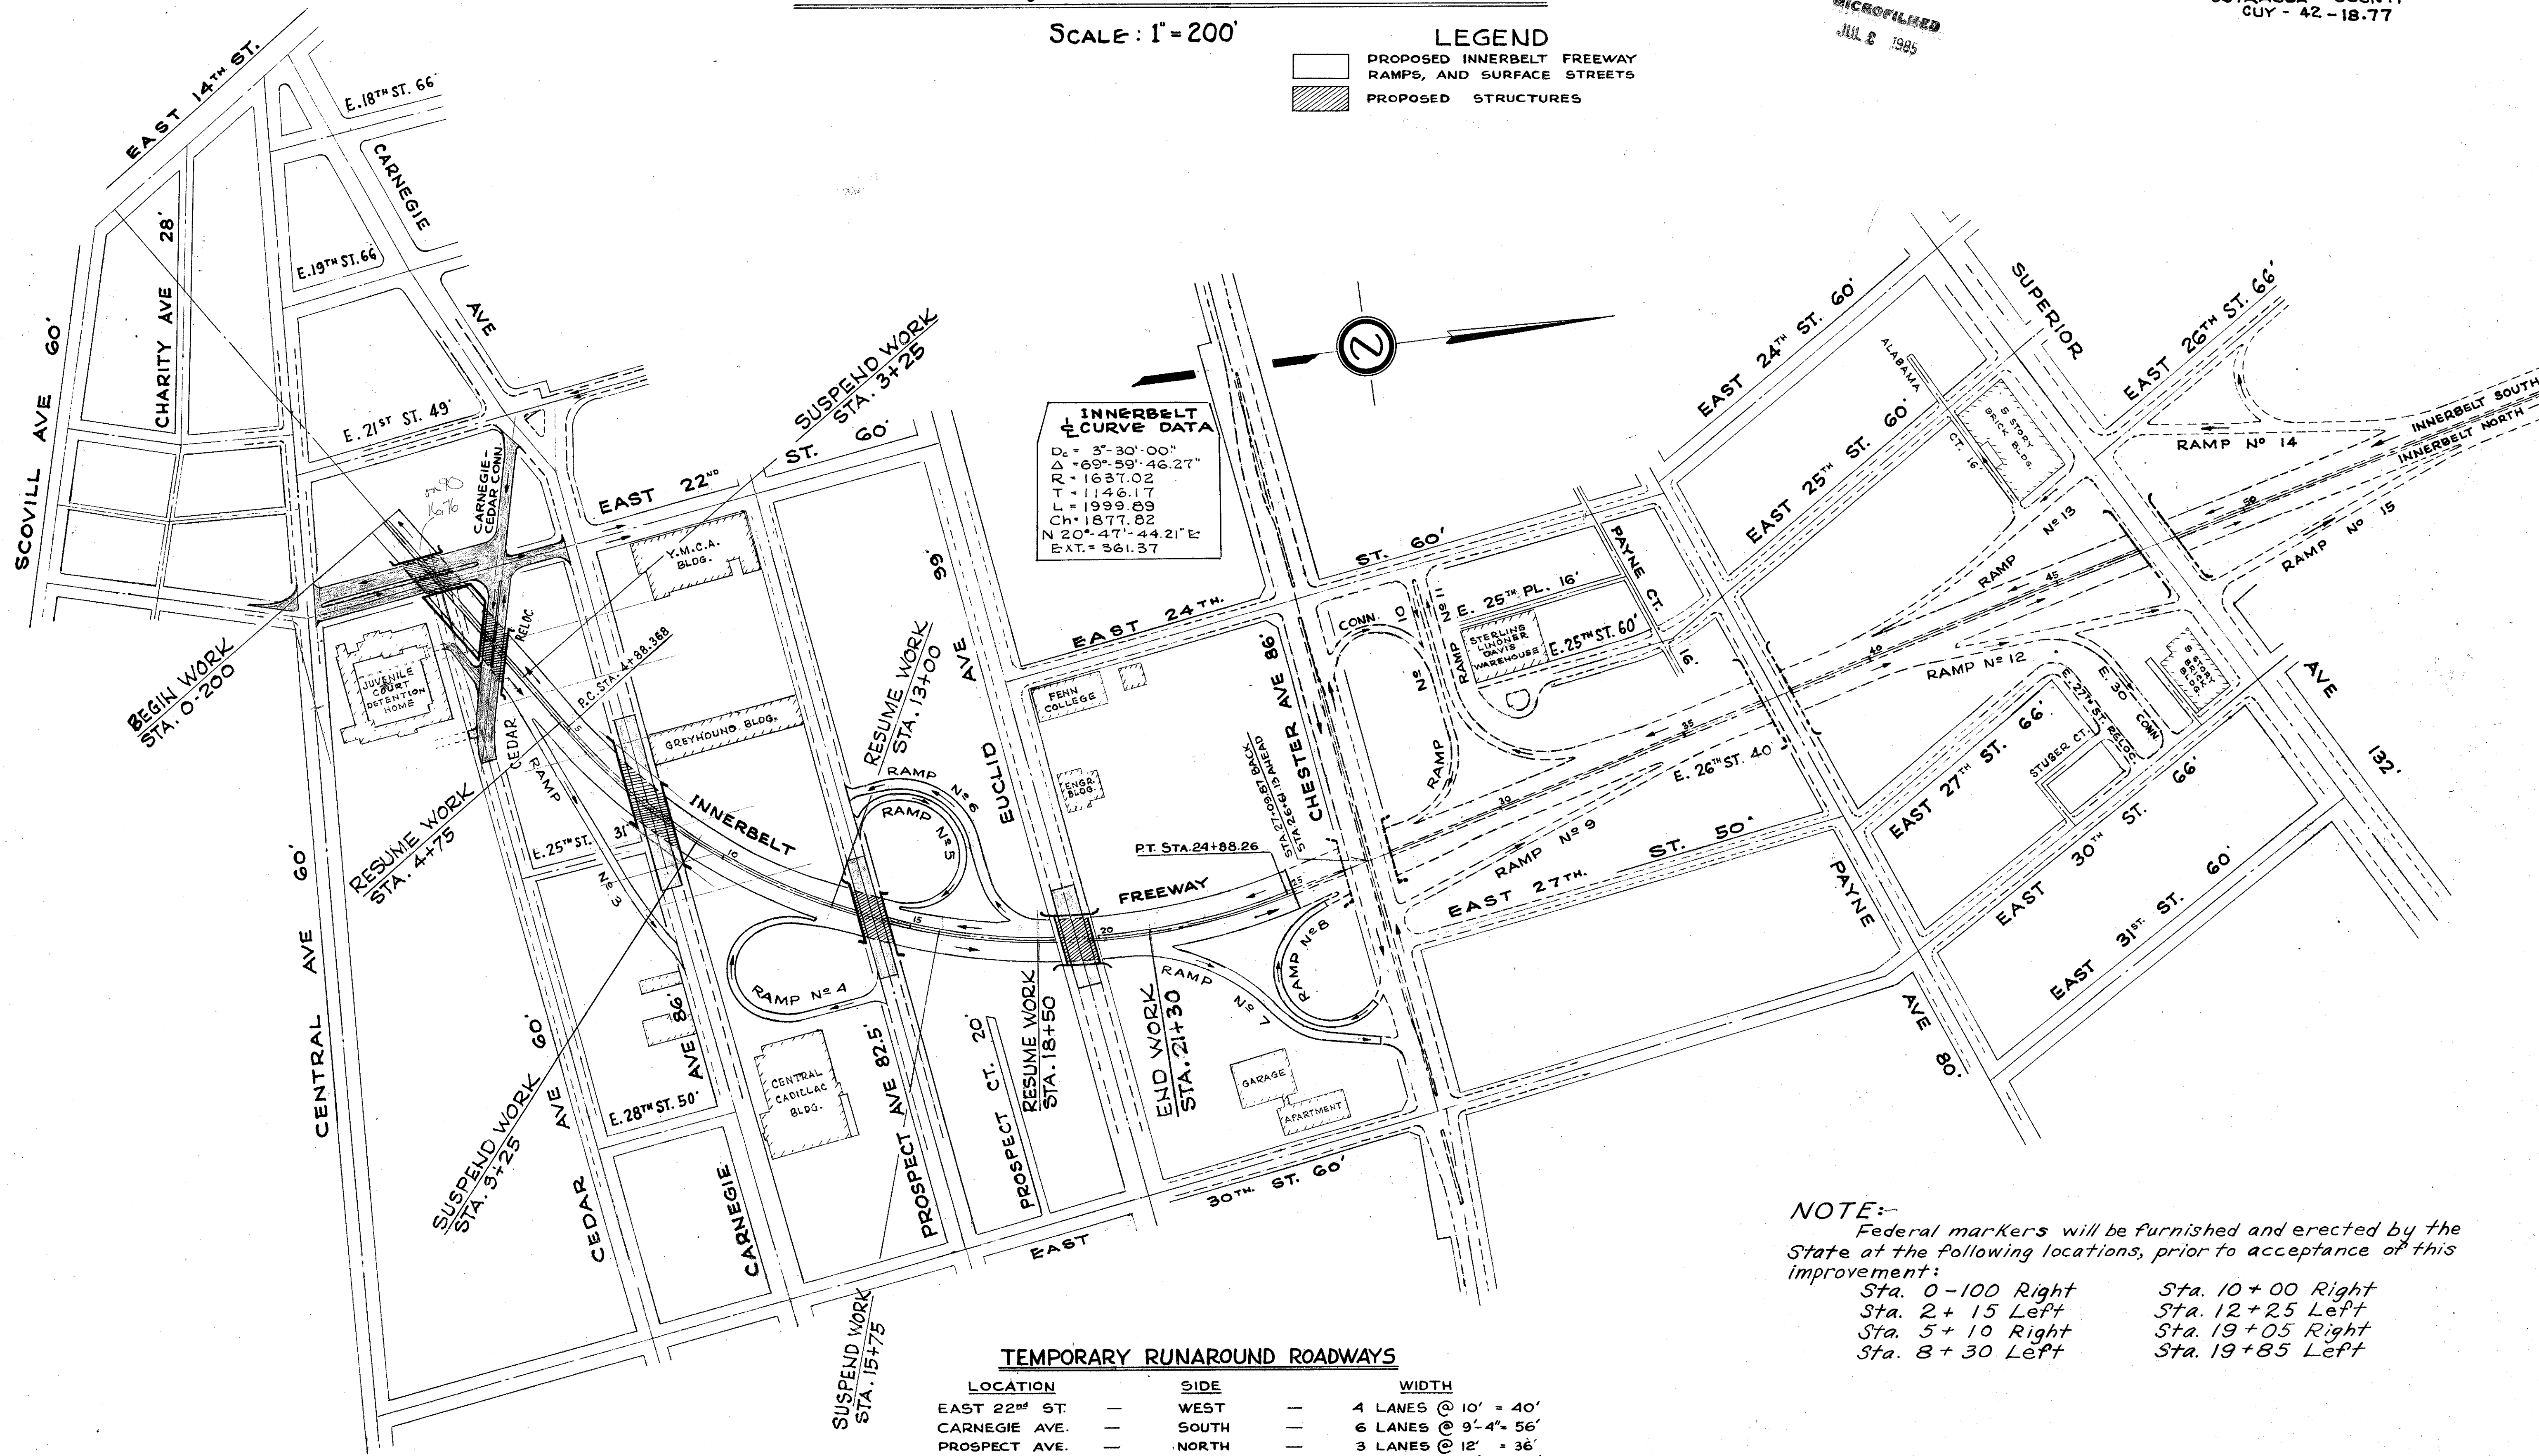 SCALE : 1" = 200'
LEGEND
PROPOSED INNERBELT FREEWAY
RAMPS, AND SURFACE STREETS
PROPOSED STRUCTURES
MICROFILMED
JUL 2 1985
CUY - 42 - 18.77
EAST 14TH ST.
E. 18TH ST. 66'
CARNEGIE
AVE
CHARITY AVE 28'
E. 19TH ST. 66'
SCOVILL AVE 60'
E. 21ST ST. 49'
CARNEGIE-
CEDAR CONN.
EAST 22ND ST. 60'
SUSPEND WORK
STA. 3+25
Y.M.C.A.
BLDG.
RELOC.
CEDAR
JUVENILE
COURT
DETENTION
HOME
BEGIN WORK
STA. 0-200
P.C. STA. 4+88.368
GREYHOUND BLDG.
RESUME WORK
STA. 4+75
RAMP
Nº 3
E. 25TH ST. 31'
5
INNERBELT
10
RESUME WORK
STA. 13+00
RAMP Nº 6
RAMP Nº 5
15
RAMP Nº 4
CENTRAL AVE 60'
SUSPEND WORK
STA. 9+25
CEDAR AVE 60'
E. 28TH ST. 50'
CARNEGIE AVE 86'
CENTRAL
CADILLAC
BLDG.
PROSPECT AVE 82.5'
PROSPECT CT. 20'
SUSPEND WORK
STA. 15+75
RESUME WORK
STA. 18+50
END WORK
STA. 21+30
EUCLID AVE 99'
INNERBELT
℄ CURVE DATA
Dc = 3°-30'-00"
Δ = 69°-59'-46.27"
R = 1637.02
T = 1146.17
L = 1999.89
Ch = 1877.82
N 20°-47'-44.21" E
EXT. = 361.37
EAST 24TH. ST. 60'
FENN
COLLEGE
ENGR.
BLDG.
P.T. STA. 24+88.26
FREEWAY
20
25
STA. 27+09.67 BACK
STA. 26+61.15 AHEAD
CHESTER AVE 86'
RAMP Nº 7
RAMP Nº 8
GARAGE
APARTMENT
EAST 30TH. ST. 60'
CONN.
RAMP Nº 10
RAMP Nº 11
E. 25TH PL. 16'
STERLING
LINDNER
DAVIS
WAREHOUSE
E. 25TH ST. 60'
PAYNE CT. 16'
30
35
E. 26TH ST. 40'
RAMP Nº 9
EAST 27TH. ST. 50'
PAYNE AVE 80'
EAST 24TH ST. 60'
EAST 25TH ST. 60'
ALABAMA CT. 16'
5 STORY
BRICK BLDG.
SUPERIOR AVE 132'
EAST 26TH ST. 66'
INNERBELT SOUTH
INNERBELT NORTH
RAMP Nº 14
50
RAMP Nº 15
RAMP Nº 13
45
40
RAMP Nº 12
E. 30 CONN.
E. 27TH ST. RELOC.
5 STORY
BRICK
BLDG.
STUBER CT.
EAST 27TH ST. 66'
EAST 30TH ST. 66'
EAST 31ST. ST. 60'
NOTE:-
Federal markers will be furnished and erected by the
State at the following locations, prior to acceptance of this
improvement:
Sta. 0-100 Right Sta. 10+00 Right
Sta. 2+15 Left Sta. 12+25 Left
Sta. 5+10 Right Sta. 19+05 Right
Sta. 8+30 Left Sta. 19+85 Left
TEMPORARY RUNAROUND ROADWAYS
LOCATION SIDE WIDTH
EAST 22nd ST. — WEST — 4 LANES @ 10' = 40'
CARNEGIE AVE. — SOUTH — 6 LANES @ 9'-4" = 56'
PROSPECT AVE. — NORTH — 3 LANES @ 12' = 36'